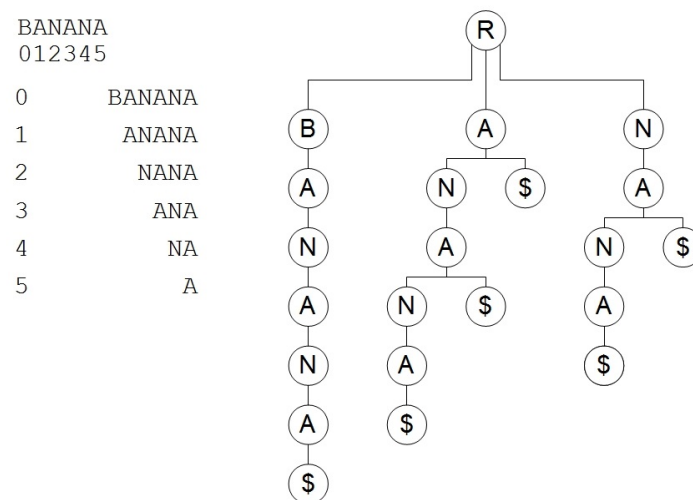 BANANA
012345
0 BANANA
1 ANANA
2 NANA
3 ANA
4 NA
5 A
R
B A N
A N $ A
N A N $
A N $ A
N A $
A $
$